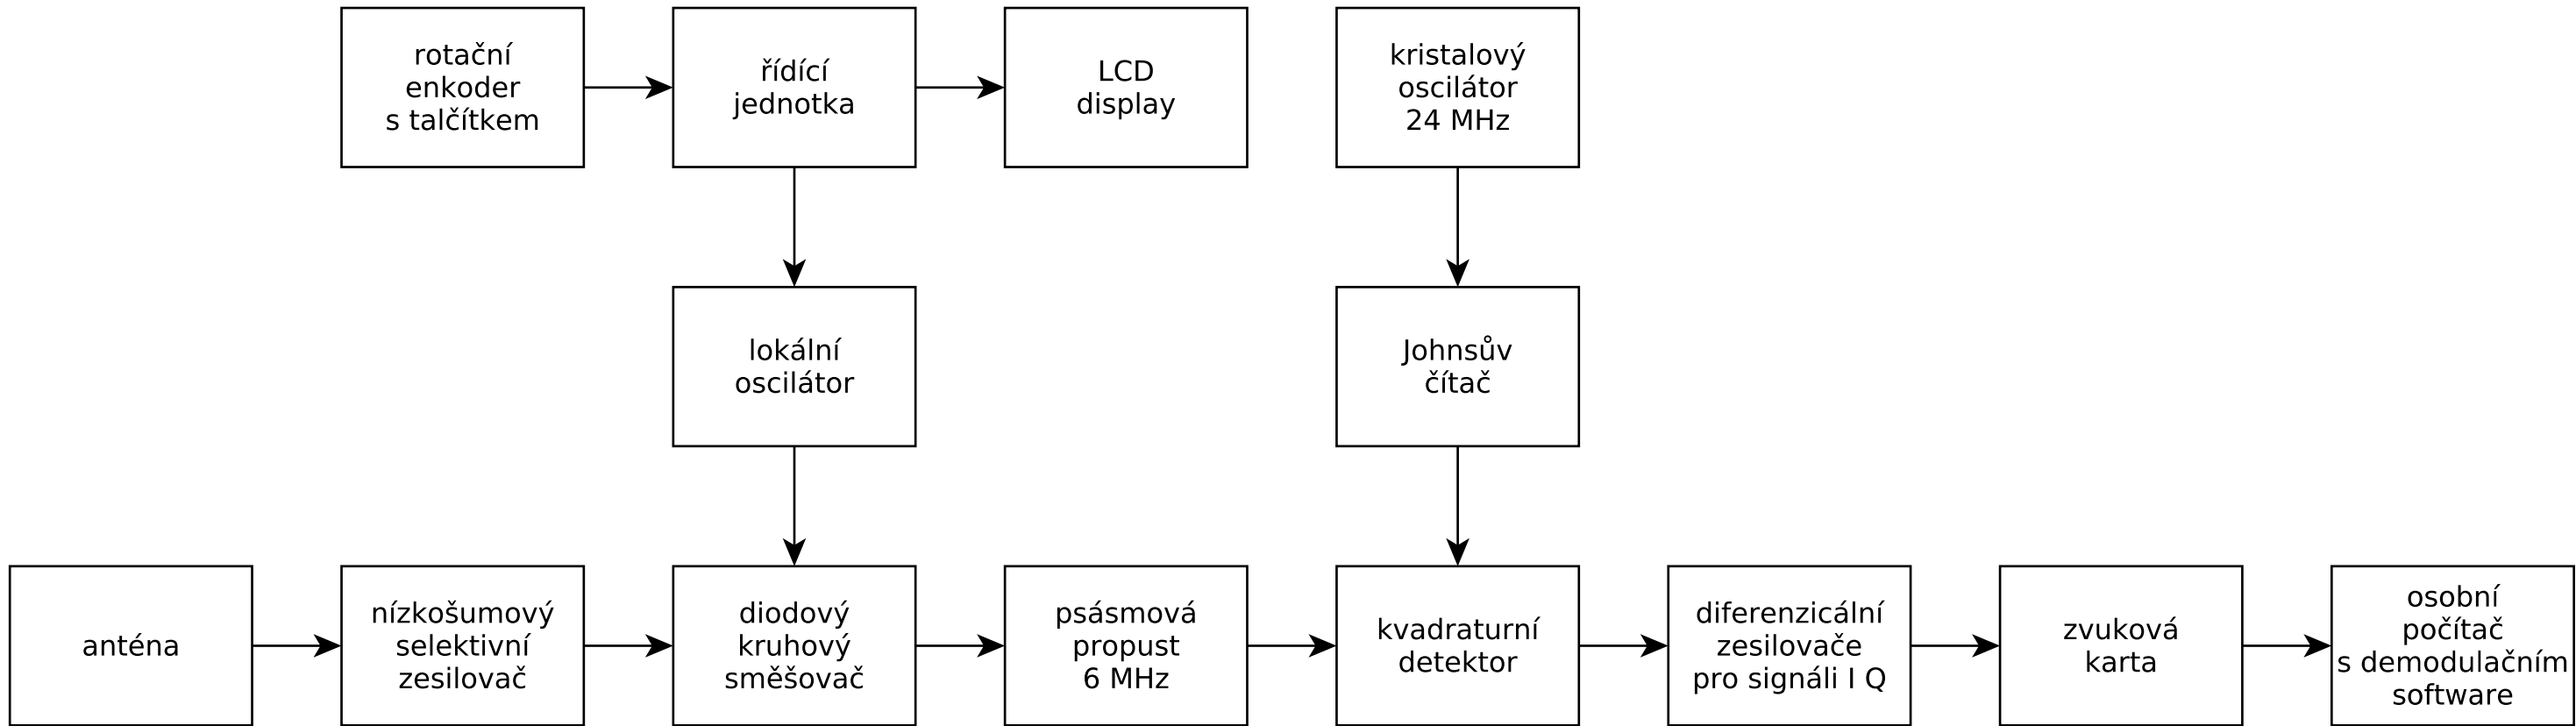 rotační
enkoder
s talčítkem
řídící
jednotka
LCD
display
kristalový
oscilátor
24 MHz
lokální
oscilátor
Johnsův
čítač
anténa
nízkošumový
selektivní
zesilovač
diodový
kruhový
směšovač
psásmová
propust
6 MHz
kvadraturní
detektor
diferenzicální
zesilovače
pro signáli I Q
zvuková
karta
osobní
počítač
s demodulačním
software